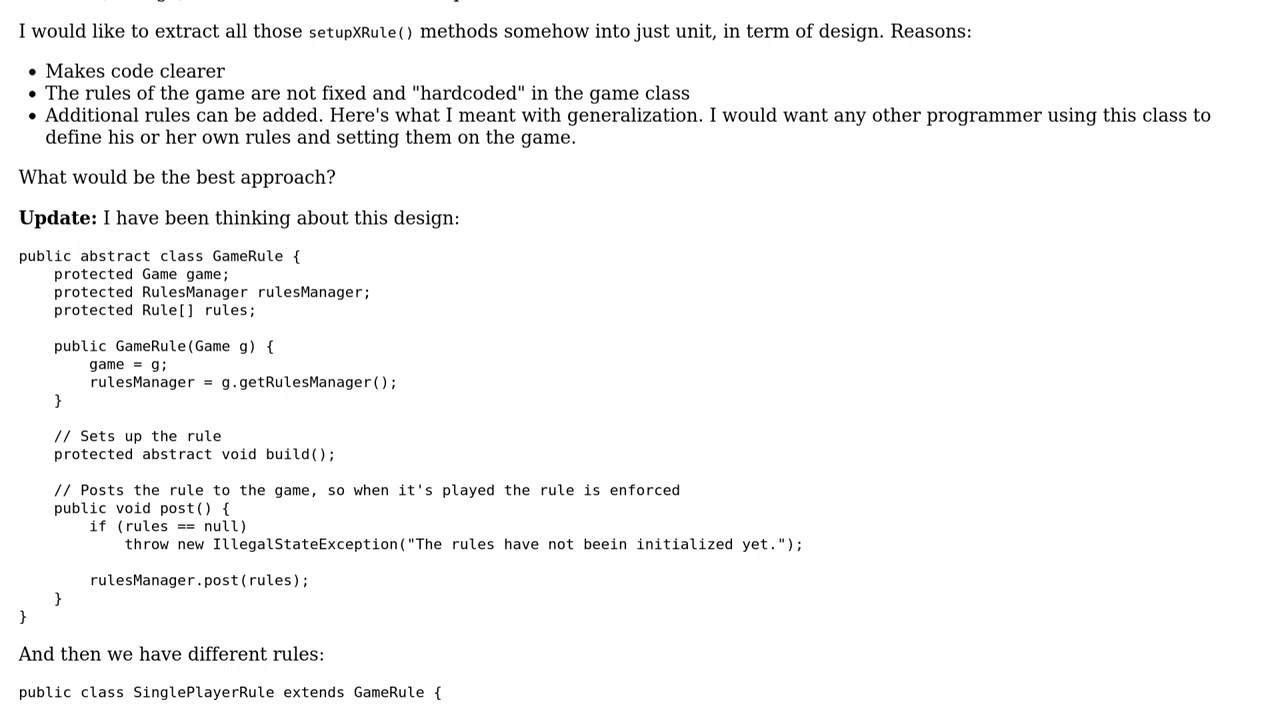 I would like to extract all those setupXRule() methods somehow into just unit, in term of design. Reasons:
• Makes code clearer
• The rules of the game are not fixed and "hardcoded" in the game class
• Additional rules can be added. Here's what I meant with generalization. I would want any other programmer using this class to
define his or her own rules and setting them on the game.
What would be the best approach?
Update: I have been thinking about this design:
public abstract class GameRule {
    protected Game game;
    protected RulesManager rulesManager;
    protected Rule[] rules;

    public GameRule(Game g) {
        game = g;
        rulesManager = g.getRulesManager();
    }

    // Sets up the rule
    protected abstract void build();

    // Posts the rule to the game, so when it's played the rule is enforced
    public void post() {
        if (rules == null)
            throw new IllegalStateException("The rules have not beein initialized yet.");

        rulesManager.post(rules);
    }
}
And then we have different rules:
public class SinglePlayerRule extends GameRule {